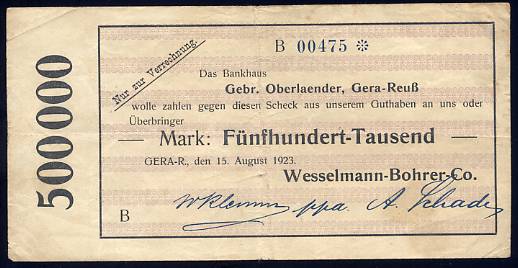 500000
B 00475 *
Nur zur Verrechnung.
Das Bankhaus
Gebr. Oberlaender, Gera-Reuß
wolle zahlen gegen diesen Scheck aus unserem Guthaben an uns oder
Überbringer
Mark: Fünfhundert-Tausend
GERA-R., den 15. August 1923.
Wesselmann-Bohrer-Co.
B
ppa. A. Schade